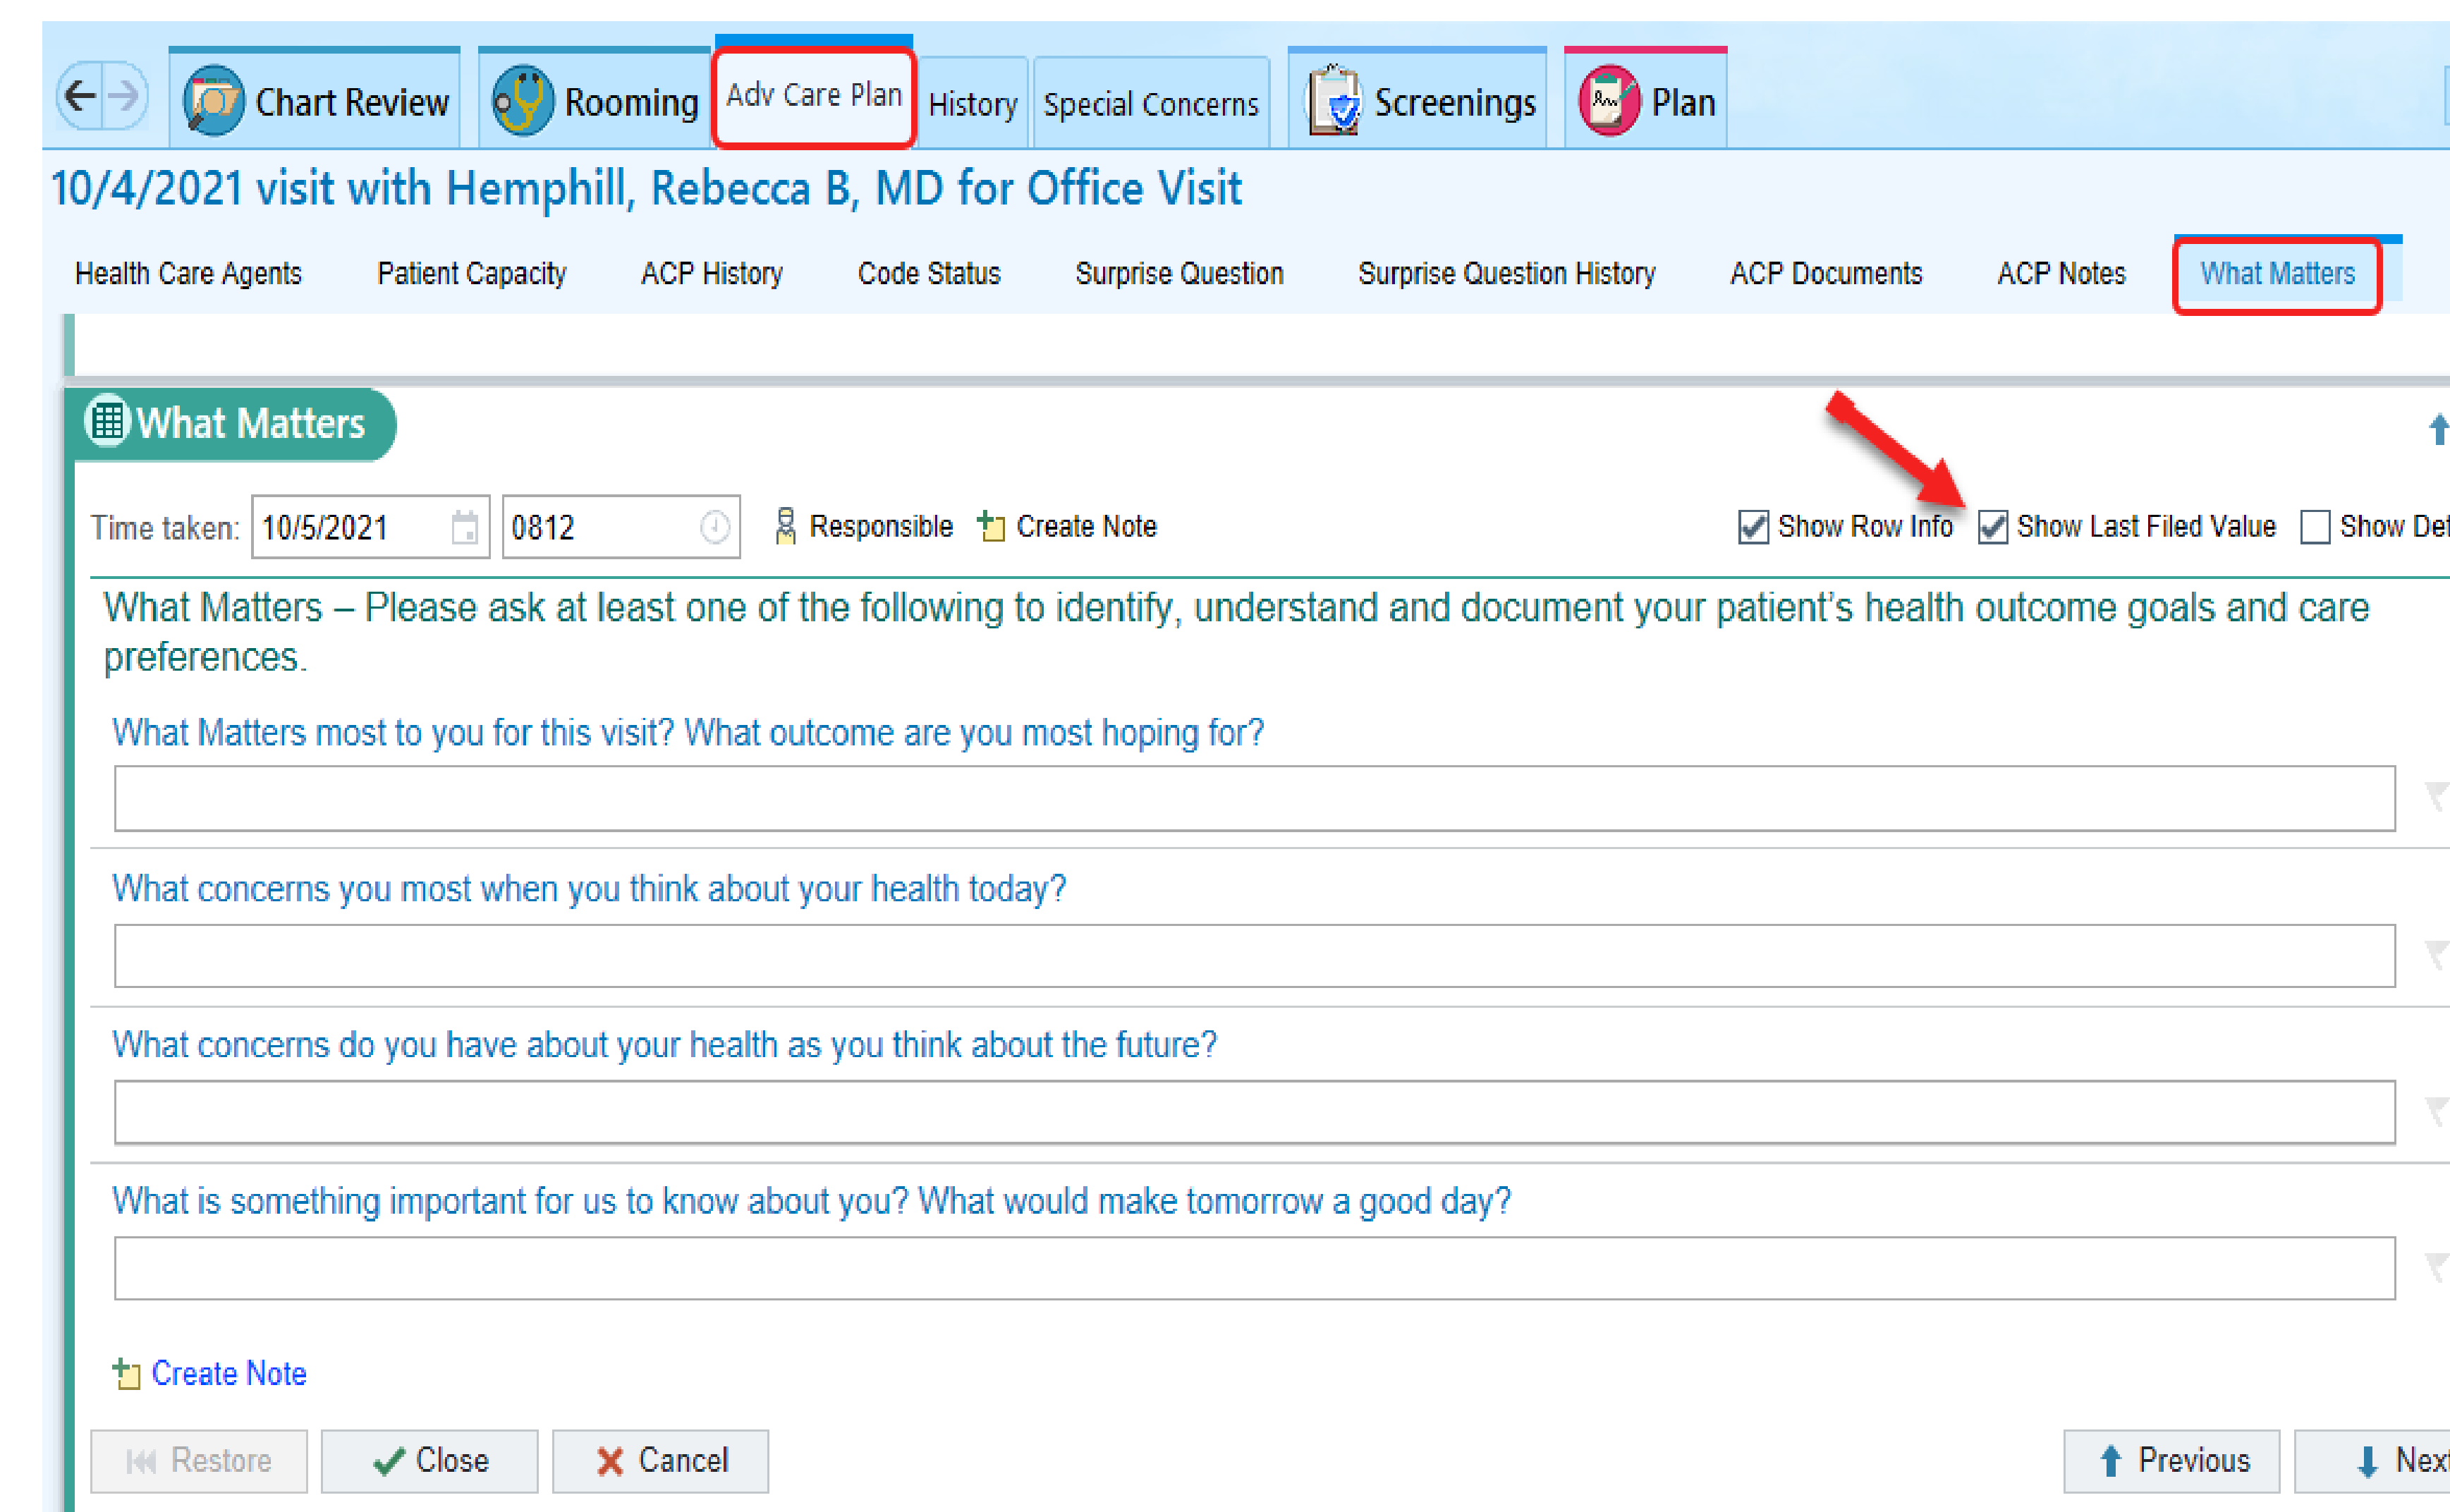 Chart Review Rooming Adv Care Plan History Special Concerns Screenings Plan
10/4/2021 visit with Hemphill, Rebecca B, MD for Office Visit
Health Care Agents Patient Capacity ACP History Code Status Surprise Question Surprise Question History ACP Documents ACP Notes What Matters
What Matters
Time taken: 10/5/2021 0812 Responsible Create Note Show Row Info Show Last Filed Value Show Det
What Matters – Please ask at least one of the following to identify, understand and document your patient's health outcome goals and care
preferences.
What Matters most to you for this visit? What outcome are you most hoping for?
What concerns you most when you think about your health today?
What concerns do you have about your health as you think about the future?
What is something important for us to know about you? What would make tomorrow a good day?
Create Note
Restore Close Cancel Previous Next